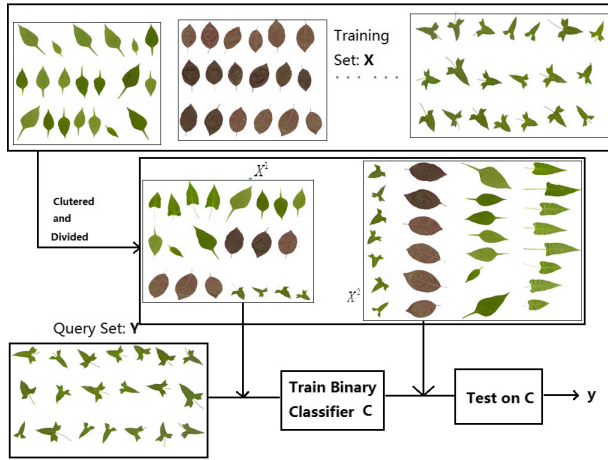 Training
Set: X
. . . . . .
X¹
Clutered
and
Divided
X²
Query Set: Y
Train Binary
Classifier C
Test on C
y